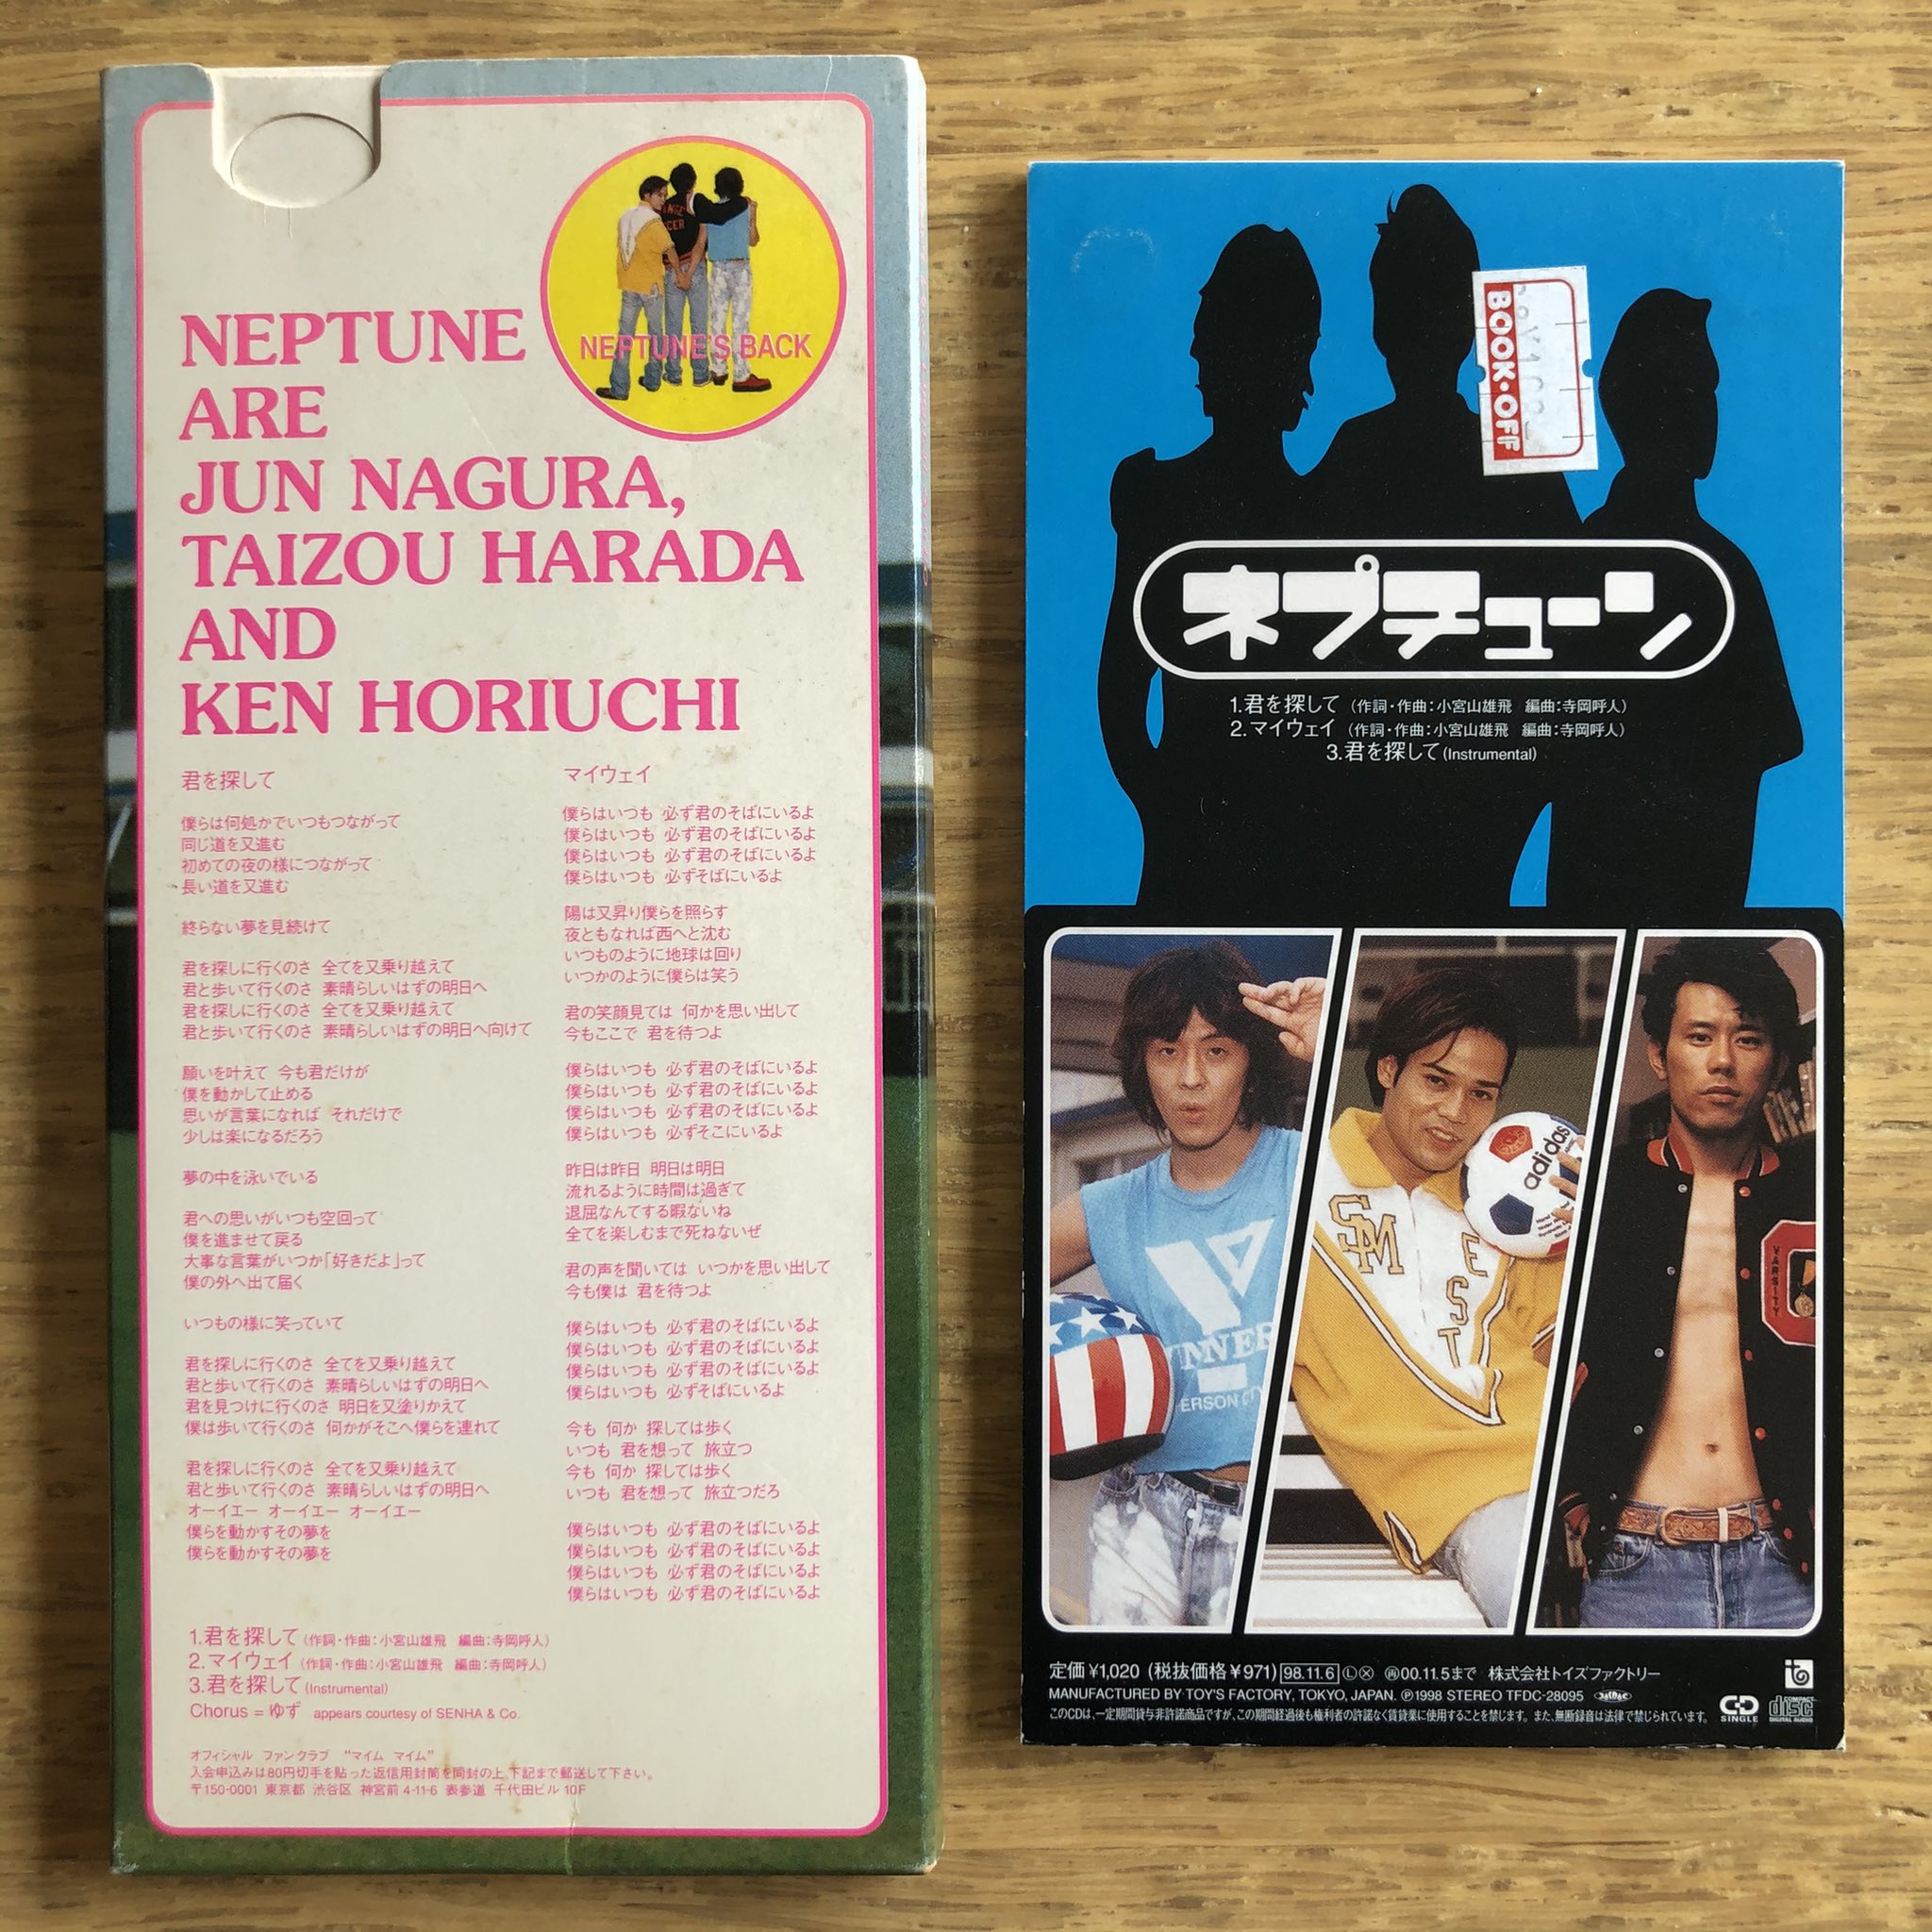 NEPTUNE'S BACK
NEPTUNE
ARE
JUN NAGURA,
TAIZOU HARADA
AND
KEN HORIUCHI
君を探して
僕らは何処かでいつもつながって
同じ道を又進む
初めての夜の様につながって
長い道を又進む
終らない夢を見続けて
君を探しに行くのさ 全てを又乗り越えて
君と歩いて行くのさ 素晴らしいはずの明日へ
君を探しに行くのさ 全てを又乗り越えて
君と歩いて行くのさ 素晴らしいはずの明日へ向けて
願いを叶えて 今も君だけが
僕を動かして止める
思いが言葉になれば それだけで
少しは楽になるだろう
夢の中を泳いでいる
君への思いがいつも空回って
僕を進ませて戻る
大事な言葉がいつか「好きだよ」って
僕の外へ出て届く
いつもの様に笑っていて
君を探しに行くのさ 全てを又乗り越えて
君と歩いて行くのさ 素晴らしいはずの明日へ
君を見つけに行くのさ 明日を又塗りかえて
僕は歩いて行くのさ 何かがそこへ僕らを連れて
君を探しに行くのさ 全てを又乗り越えて
君と歩いて行くのさ 素晴らしいはずの明日へ
オーイエー オーイエー オーイエー
僕らを動かすその夢を
僕らを動かすその夢を
マイウェイ
僕らはいつも 必ず君のそばにいるよ
僕らはいつも 必ず君のそばにいるよ
僕らはいつも 必ず君のそばにいるよ
僕らはいつも 必ずそばにいるよ
陽は又昇り僕らを照らす
夜ともなれば西へと沈む
いつものように地球は回り
いつかのように僕らは笑う
君の笑顔見ては 何かを思い出して
今もここで 君を待つよ
僕らはいつも 必ず君のそばにいるよ
僕らはいつも 必ず君のそばにいるよ
僕らはいつも 必ず君のそばにいるよ
僕らはいつも 必ずそこにいるよ
昨日は昨日 明日は明日
流れるように時間は過ぎて
退屈なんてする暇ないね
全てを楽しむまで死ねないぜ
君の声を聞いては いつかを思い出して
今も僕は 君を待つよ
僕らはいつも 必ず君のそばにいるよ
僕らはいつも 必ず君のそばにいるよ
僕らはいつも 必ず君のそばにいるよ
僕らはいつも 必ずそばにいるよ
今も 何か 探しては歩く
いつも 君を想って 旅立つ
今も 何か 探しては歩く
いつも 君を想って 旅立つだろ
僕らはいつも 必ず君のそばにいるよ
僕らはいつも 必ず君のそばにいるよ
僕らはいつも 必ず君のそばにいるよ
僕らはいつも 必ず君のそばにいるよ
1.君を探して (作詞・作曲:小宮山雄飛 編曲:寺岡呼人)
2.マイウェイ (作詞・作曲:小宮山雄飛 編曲:寺岡呼人)
3.君を探して (Instrumental)
Chorus = ゆず appears courtesy of SENHA & Co.
オフィシャル ファンクラブ "マイム マイム"
入会申込みは80円切手を貼った返信用封筒を同封の上、下記まで郵送して下さい。
〒150-0001 東京都 渋谷区 神宮前 4-11-6 表参道 千代田ビル 10F
BOOK・OFF
ネプチューン
1.君を探して (作詞・作曲:小宮山雄飛 編曲:寺岡呼人)
2.マイウェイ (作詞・作曲:小宮山雄飛 編曲:寺岡呼人)
3.君を探して (Instrumental)
adidas
SM
EST
VARSITY
定価¥1,020 (税抜価格¥971) 98.11.6 Ⓛ Ⓧ ㊞00.11.5まで 株式会社トイズファクトリー
MANUFACTURED BY TOY'S FACTORY, TOKYO, JAPAN. ℗1998 STEREO TFDC-28095
このCDは、一定期間貸与非許諾商品ですが、この期間経過後も権利者の許諾なく賃貸業に使用することを禁じます。また、無断録音は法律で禁じられています。
CD SINGLE
COMPACT disc DIGITAL AUDIO